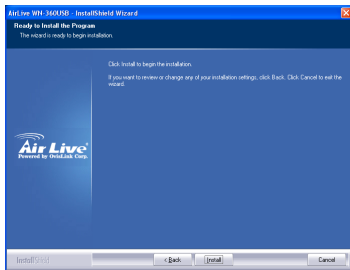 AirLive WN-360USB - InstallShield Wizard
Ready to Install the Program
The wizard is ready to begin installation.
Click Install to begin the installation.
If you want to review or change any of your installation settings, click Back. Click Cancel to exit the
wizard.
Air Live
Powered by OvisLink Corp.
InstallShield
< Back
Install
Cancel